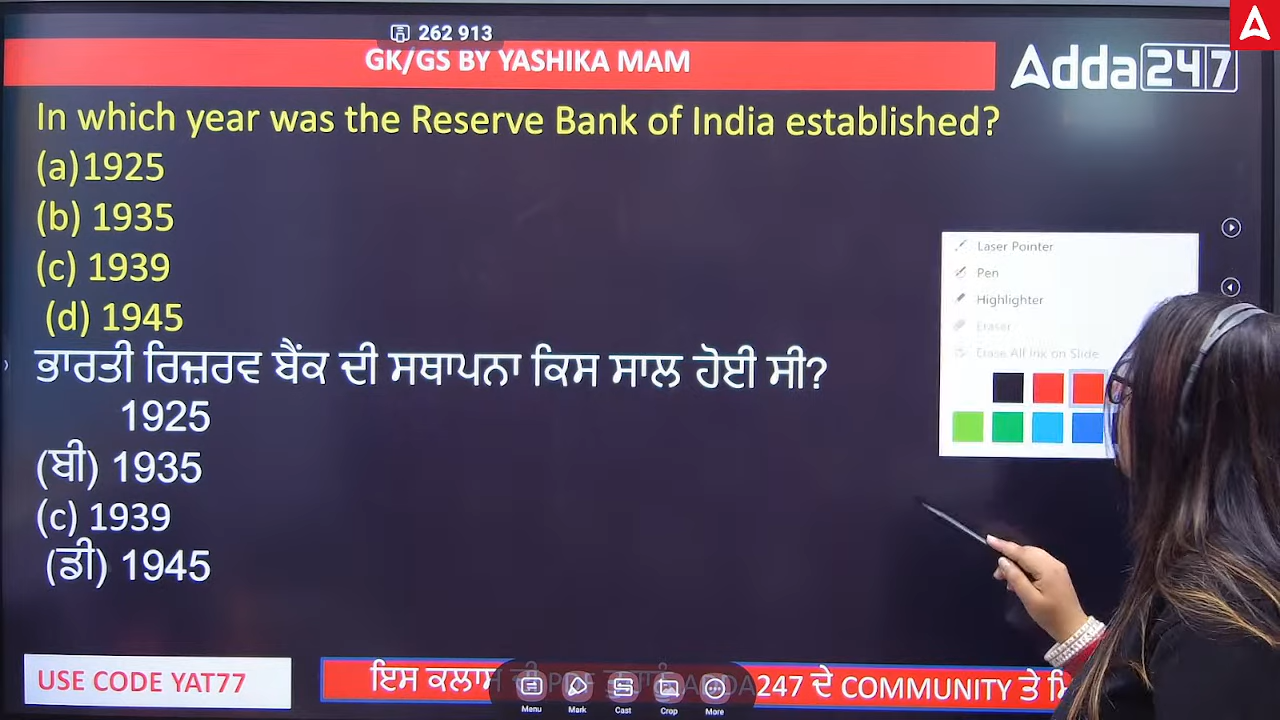 262 913
GK/GS BY YASHIKA MAM
Adda247
In which year was the Reserve Bank of India established?
(a)1925
(b) 1935
(c) 1939
(d) 1945
ਭਾਰਤੀ ਰਿਜ਼ਰਵ ਬੈਂਕ ਦੀ ਸਥਾਪਨਾ ਕਿਸ ਸਾਲ ਹੋਈ ਸੀ?
1925
(ਬੀ) 1935
(c) 1939
(ਡੀ) 1945
Laser Pointer
Pen
Highlighter
Eraser
Erase All Ink on Slide
USE CODE YAT77
ਇਸ ਕਲਾਸ ADDA 247 ਦੇ COMMUNITY ਤੇ
Menu Mark Cast Crop More